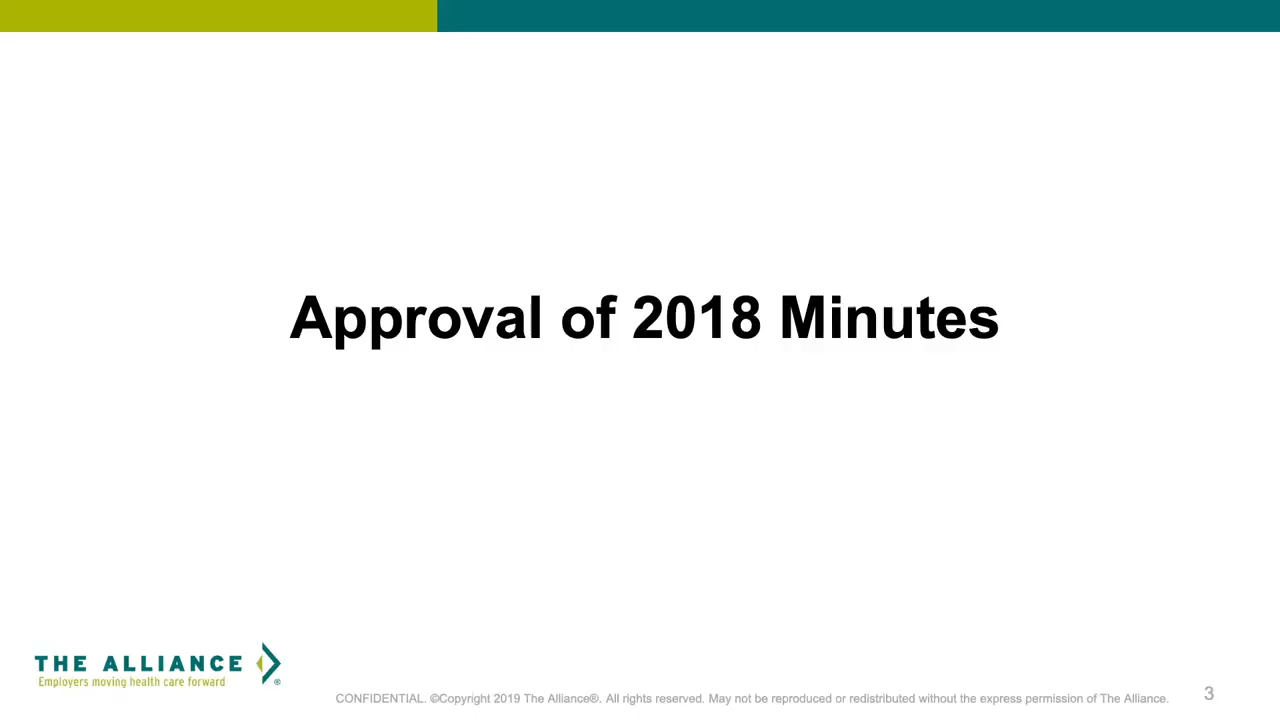 Approval of 2018 Minutes
THE ALLIANCE
Employers moving health care forward
®
CONFIDENTIAL. ©Copyright 2019 The Alliance®. All rights reserved. May not be reproduced or redistributed without the express permission of The Alliance.
3